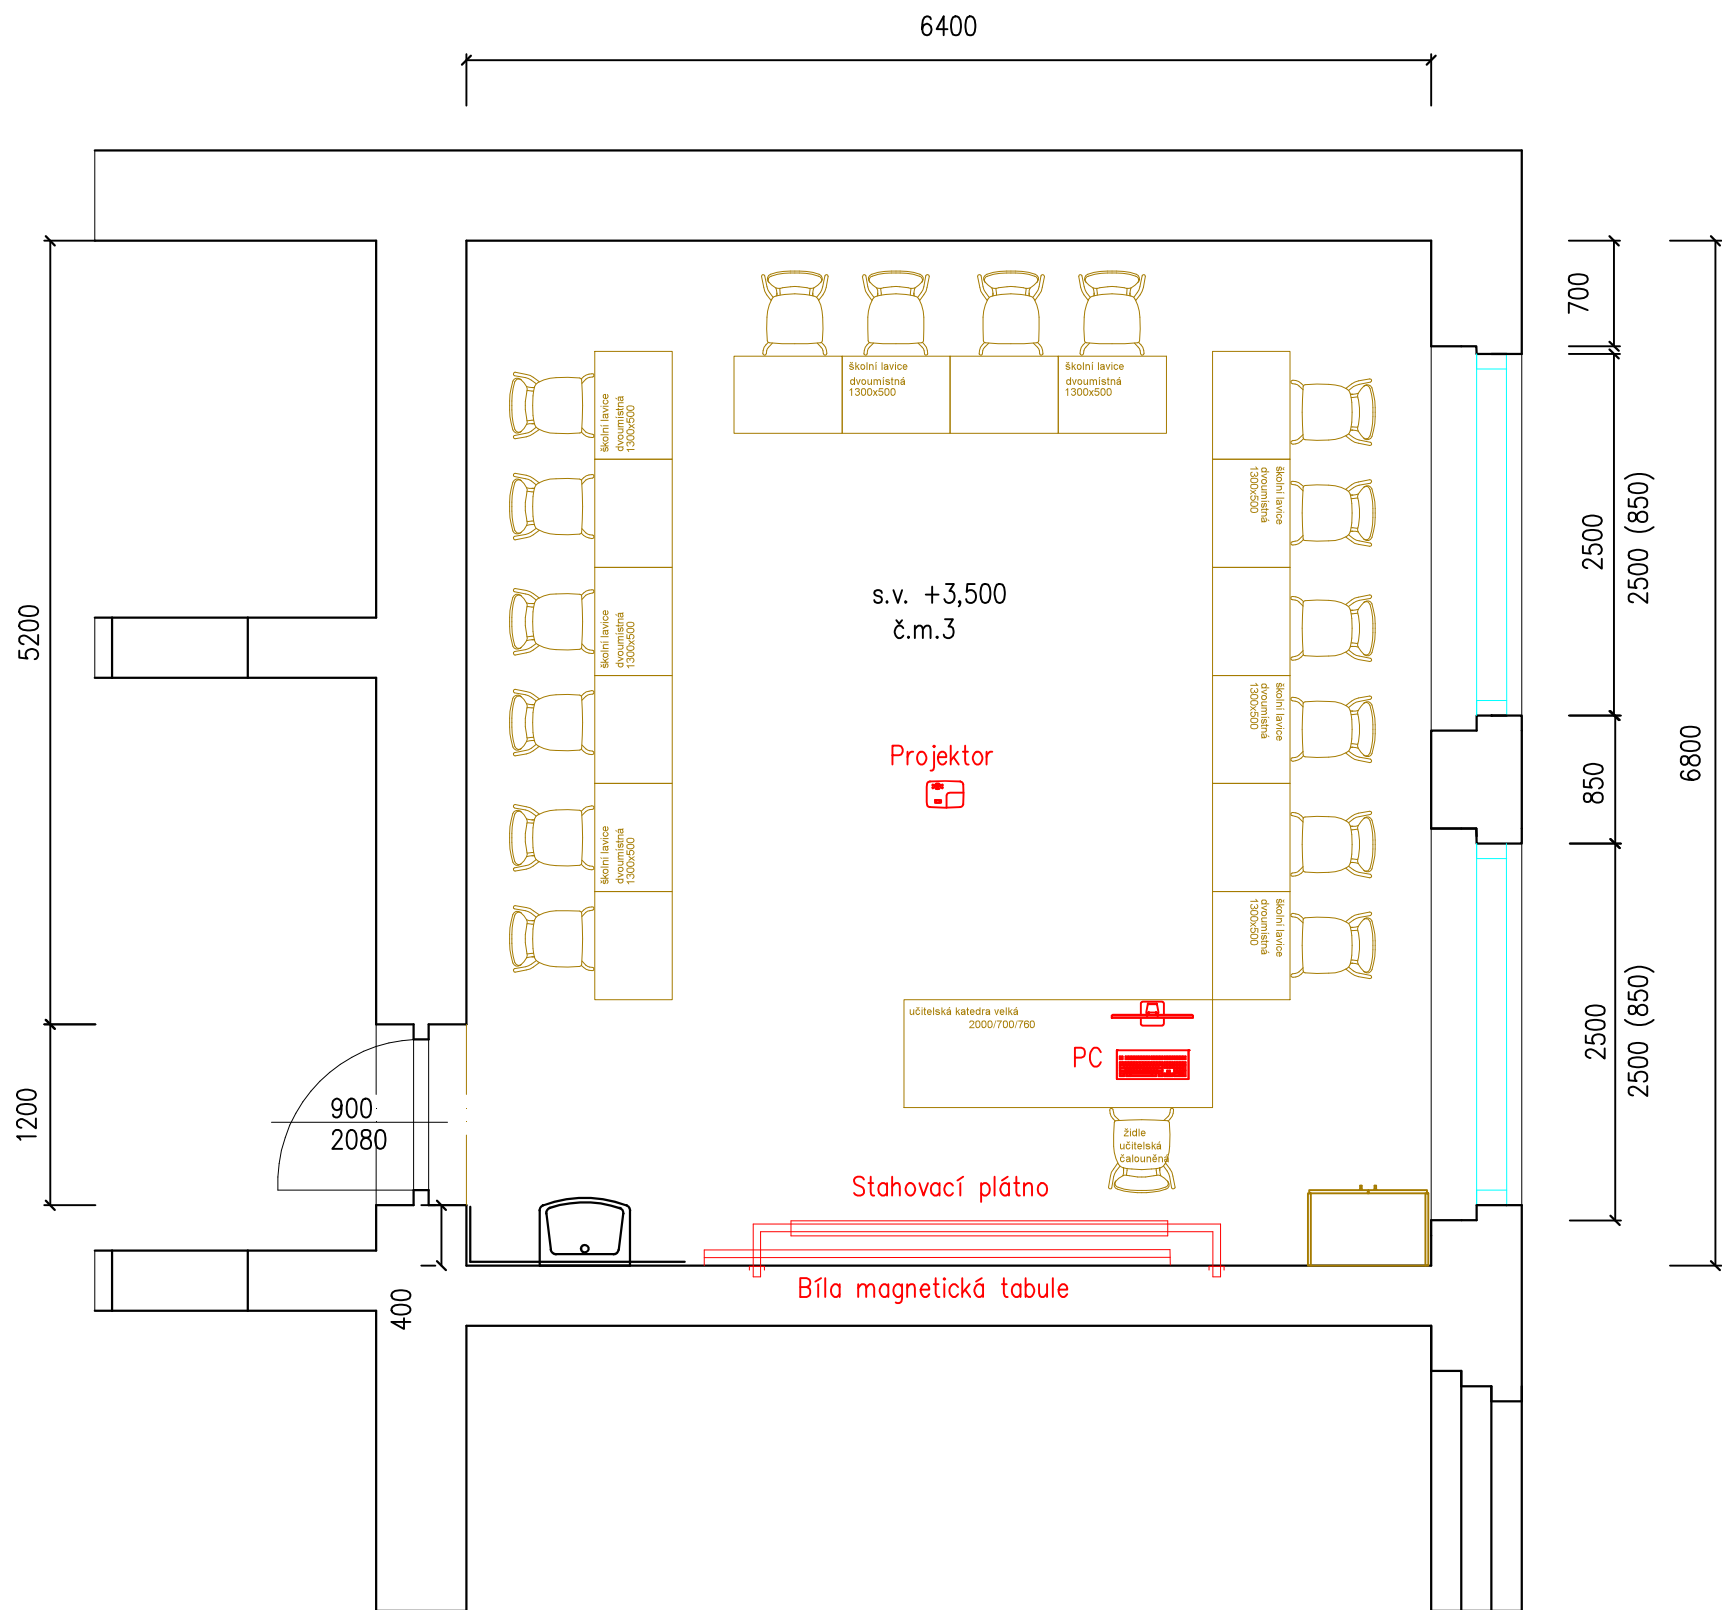 6400
700
školní lavice
dvoumístná
1300x500
školní lavice
dvoumístná
1300x500
školní lavice
dvoumístná
1300x500
školní lavice
dvoumístná
1300x500
2500
2500 (850)
s.v. +3,500
č.m.3
5200
školní lavice
dvoumístná
1300x500
školní lavice
dvoumístná
1300x500
Projektor
850
6800
školní lavice
dvoumístná
1300x500
školní lavice
dvoumístná
1300x500
učitelská katedra velká
2000/700/760
PC
2500
2500 (850)
1200
900
2080
židle
učitelská
čalouněná
Stahovací plátno
Bíla magnetická tabule
400